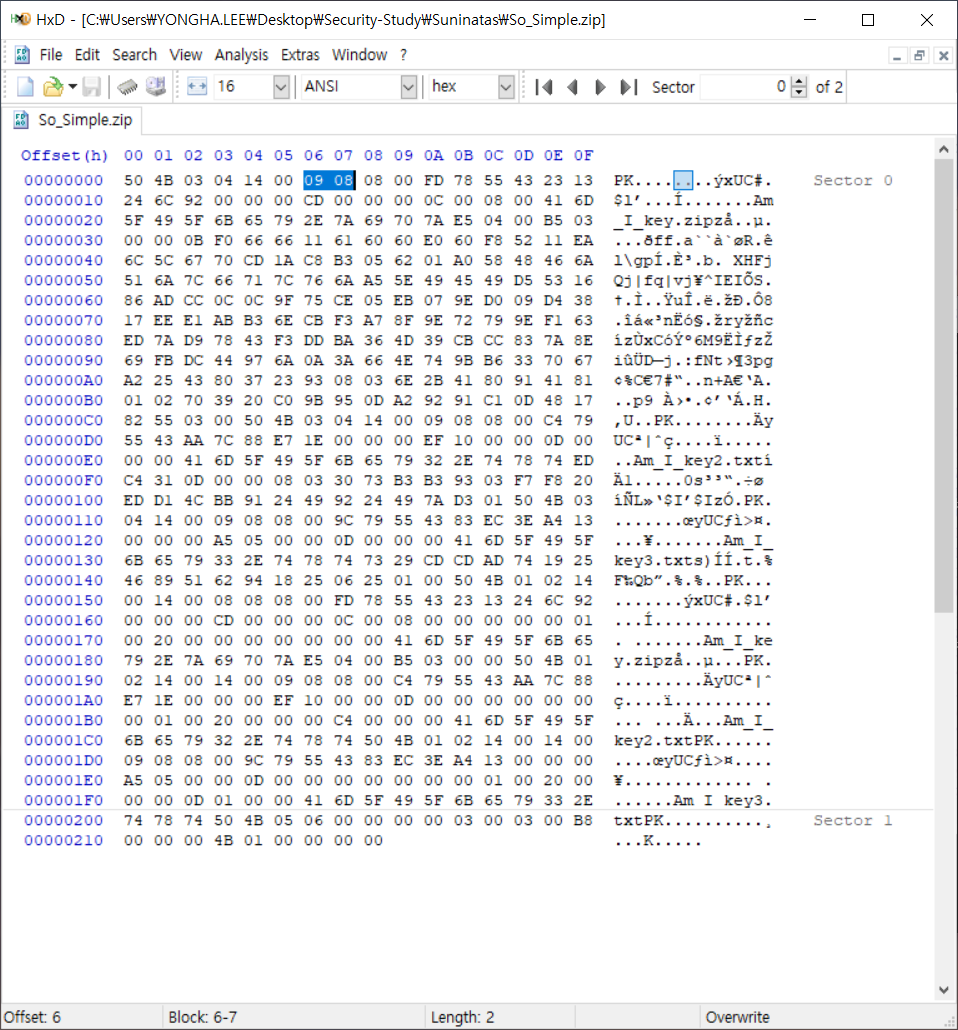 HxD - [C:₩Users₩YONGHA.LEE₩Desktop₩Security-Study₩Suninatas₩So_Simple.zip]
File Edit Search View Analysis Extras Window ?
16 ANSI hex Sector 0 of 2
So_Simple.zip
Offset(h) 00 01 02 03 04 05 06 07 08 09 0A 0B 0C 0D 0E 0F
00000000 50 4B 03 04 14 00 09 08 08 00 FD 78 55 43 23 13 PK..........ýxUC#. Sector 0
00000010 24 6C 92 00 00 00 CD 00 00 00 0C 00 08 00 41 6D $l’...Í.......Am
00000020 5F 49 5F 6B 65 79 2E 7A 69 70 7A E5 04 00 B5 03 _I_key.zipzå..µ.
00000030 00 00 0B F0 66 66 11 61 60 60 E0 60 F8 52 11 EA ...ðff.a``à`øR.ê
00000040 6C 5C 67 70 CD 1A C8 B3 05 62 01 A0 58 48 46 6A l\gpÍ.È³.b. XHFj
00000050 51 6A 7C 66 71 7C 76 6A A5 5E 49 45 49 D5 53 16 Qj|fq|vj¥^IEIÕS.
00000060 86 AD CC 0C 0C 9F 75 CE 05 EB 07 9E D0 09 D4 38 †.Ì..ŸuÎ.ë.žÐ.Ô8
00000070 17 EE E1 AB B3 6E CB F3 A7 8F 9E 72 79 9E F1 63 .îá«³nËó§.žryžñc
00000080 ED 7A D9 78 43 F3 DD BA 36 4D 39 CB CC 83 7A 8E ízÙxCóÝº6M9ËÌƒzŽ
00000090 69 FB DC 44 97 6A 0A 3A 66 4E 74 9B B6 33 70 67 iûÜD—j.:fNt›¶3pg
000000A0 A2 25 43 80 37 23 93 08 03 6E 2B 41 80 91 41 81 ¢%C€7#“..n+A€‘A.
000000B0 01 02 70 39 20 C0 9B 95 0D A2 92 91 C1 0D 48 17 ..p9 À›•.¢’‘Á.H.
000000C0 82 55 03 00 50 4B 03 04 14 00 09 08 08 00 C4 79 ‚U..PK........Äy
000000D0 55 43 AA 7C 88 E7 1E 00 00 00 EF 10 00 00 0D 00 UCª|ˆç....ï.....
000000E0 00 00 41 6D 5F 49 5F 6B 65 79 32 2E 74 78 74 ED ..Am_I_key2.txtí
000000F0 C4 31 0D 00 00 08 03 30 73 B3 B3 93 03 F7 F8 20 Ä1.....0s³³“.÷ø
00000100 ED D1 4C BB 91 24 49 92 24 49 7A D3 01 50 4B 03 íÑL»‘$I’$IzÓ.PK.
00000110 04 14 00 09 08 08 00 9C 79 55 43 83 EC 3E A4 13 .......œyUCƒì>¤.
00000120 00 00 00 A5 05 00 00 0D 00 00 00 41 6D 5F 49 5F ...¥.......Am_I_
00000130 6B 65 79 33 2E 74 78 74 73 29 CD CD AD 74 19 25 key3.txts)ÍÍ.t.%
00000140 46 89 51 62 94 18 25 06 25 01 00 50 4B 01 02 14 F‰Qb”.%.%..PK...
00000150 00 14 00 08 08 08 00 FD 78 55 43 23 13 24 6C 92 .......ýxUC#.$l’
00000160 00 00 00 CD 00 00 00 0C 00 08 00 00 00 00 00 01 ...Í............
00000170 00 20 00 00 00 00 00 00 00 41 6D 5F 49 5F 6B 65 . .......Am_I_ke
00000180 79 2E 7A 69 70 7A E5 04 00 B5 03 00 00 50 4B 01 y.zipzå..µ...PK.
00000190 02 14 00 14 00 09 08 08 00 C4 79 55 43 AA 7C 88 .........ÄyUCª|ˆ
000001A0 E7 1E 00 00 00 EF 10 00 00 0D 00 00 00 00 00 00 ç....ï..........
000001B0 00 01 00 20 00 00 00 C4 00 00 00 41 6D 5F 49 5F ... ...Ä...Am_I_
000001C0 6B 65 79 32 2E 74 78 74 50 4B 01 02 14 00 14 00 key2.txtPK......
000001D0 09 08 08 00 9C 79 55 43 83 EC 3E A4 13 00 00 00 ....œyUCƒì>¤....
000001E0 A5 05 00 00 0D 00 00 00 00 00 00 00 01 00 20 00 ¥............. .
000001F0 00 00 0D 01 00 00 41 6D 5F 49 5F 6B 65 79 33 2E ......Am_I_key3.
00000200 74 78 74 50 4B 05 06 00 00 00 00 03 00 03 00 B8 txtPK..........¸ Sector 1
00000210 00 00 00 4B 01 00 00 00 00 ...K.....
Offset: 6 Block: 6-7 Length: 2 Overwrite